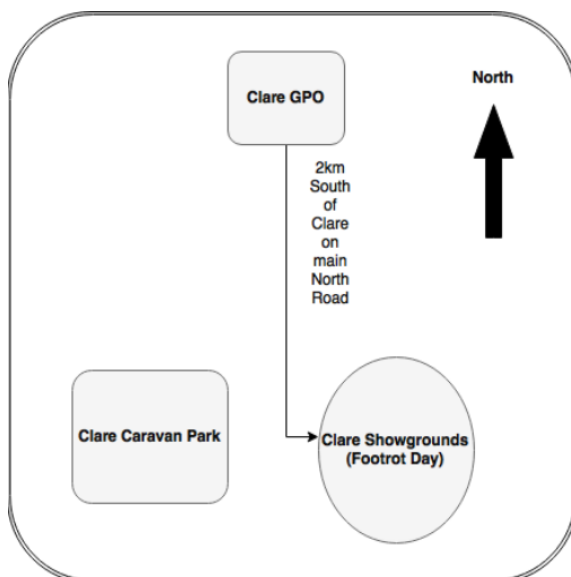 Clare GPO
North
2km
South
of
Clare
on
main
North
Road
Clare Caravan Park
Clare Showgrounds
(Footrot Day)